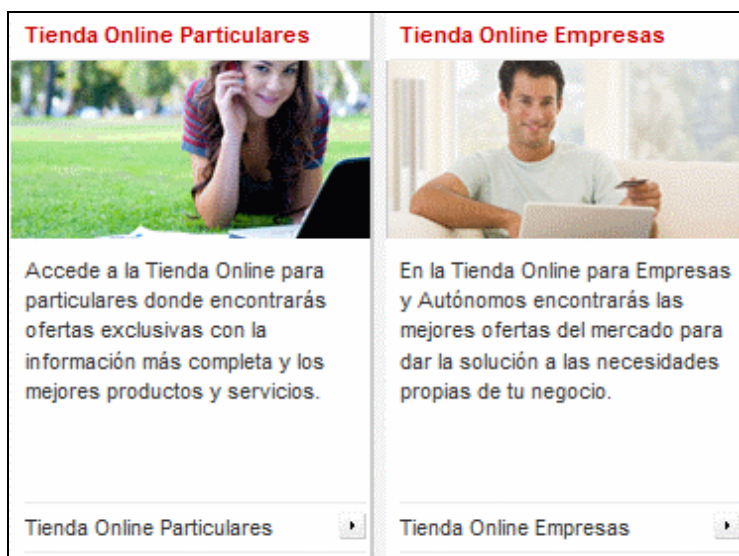 Tienda Online Particulares
Accede a la Tienda Online para
particulares donde encontrarás
ofertas exclusivas con la
información más completa y los
mejores productos y servicios.
Tienda Online Particulares
Tienda Online Empresas
En la Tienda Online para Empresas
y Autónomos encontrarás las
mejores ofertas del mercado para
dar la solución a las necesidades
propias de tu negocio.
Tienda Online Empresas